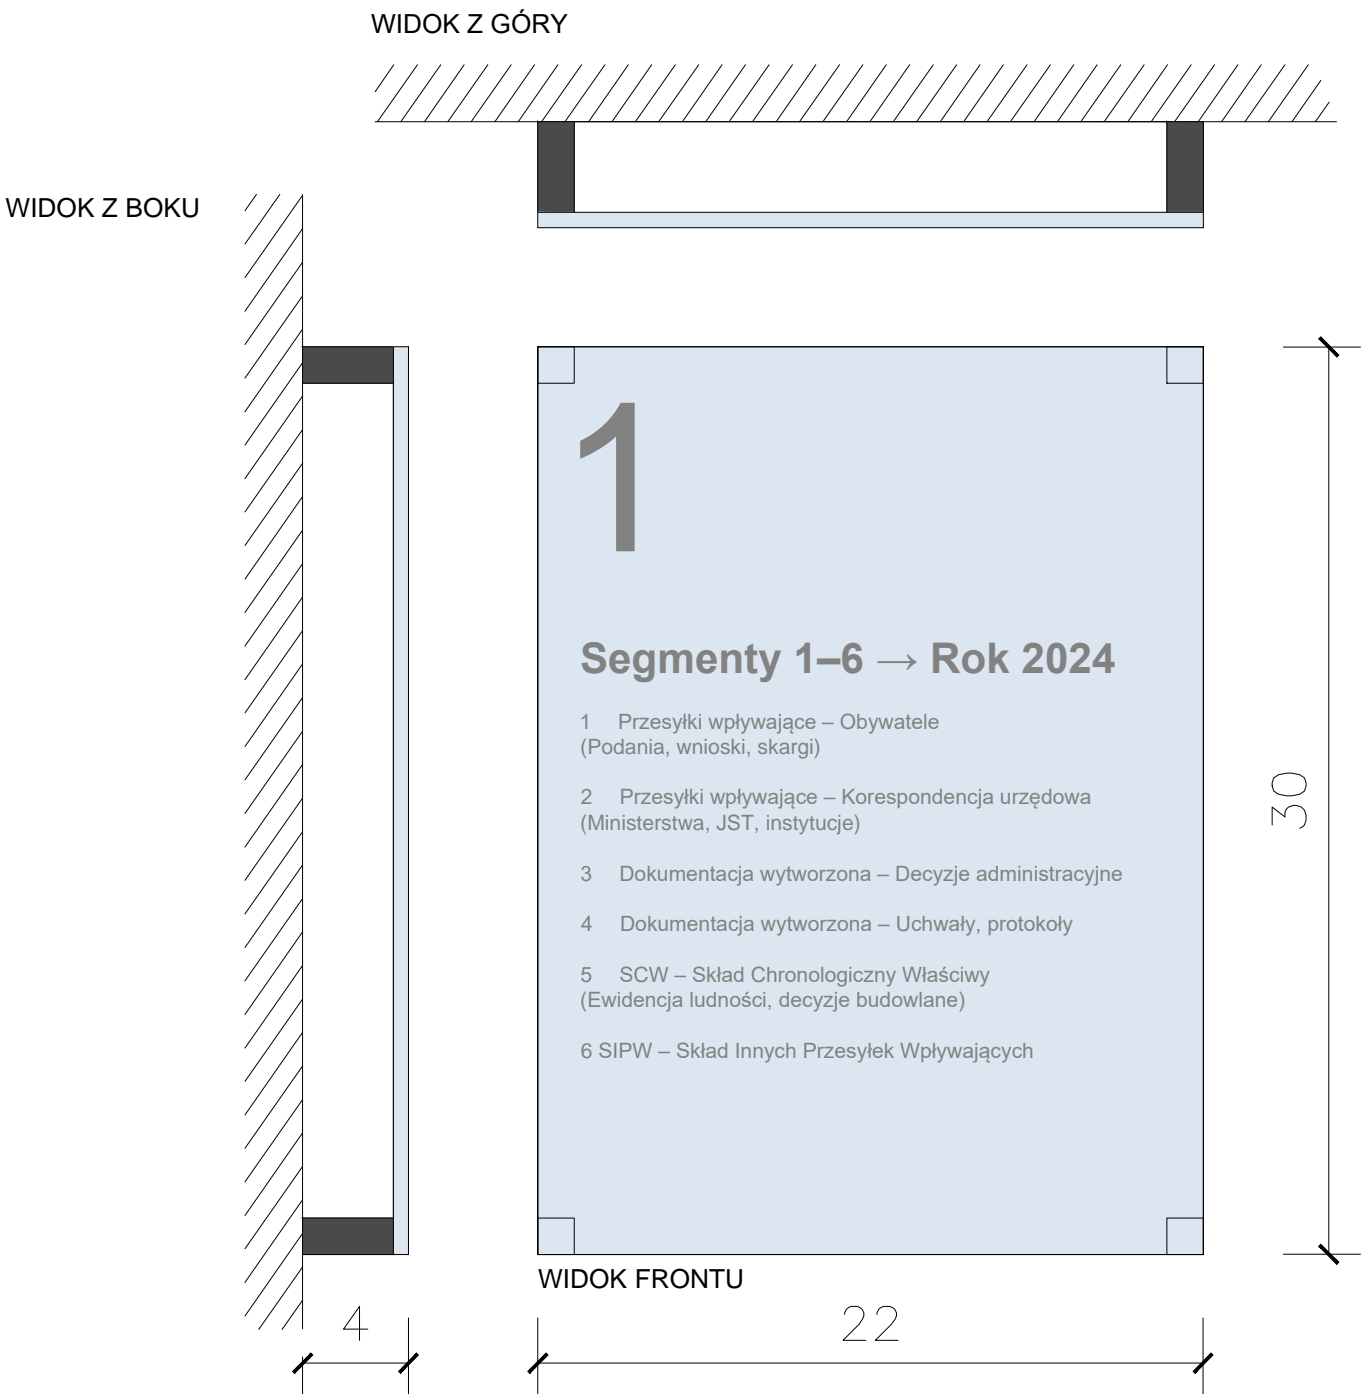 WIDOK Z GÓRY
WIDOK Z BOKU
1
Segmenty 1–6 → Rok 2024
1 Przesyłki wpływające – Obywatele
(Podania, wnioski, skargi)
2 Przesyłki wpływające – Korespondencja urzędowa
(Ministerstwa, JST, instytucje)
3 Dokumentacja wytworzona – Decyzje administracyjne
4 Dokumentacja wytworzona – Uchwały, protokoły
5 SCW – Skład Chronologiczny Właściwy
(Ewidencja ludności, decyzje budowlane)
6 SIPW – Skład Innych Przesyłek Wpływających
30
WIDOK FRONTU
4
22